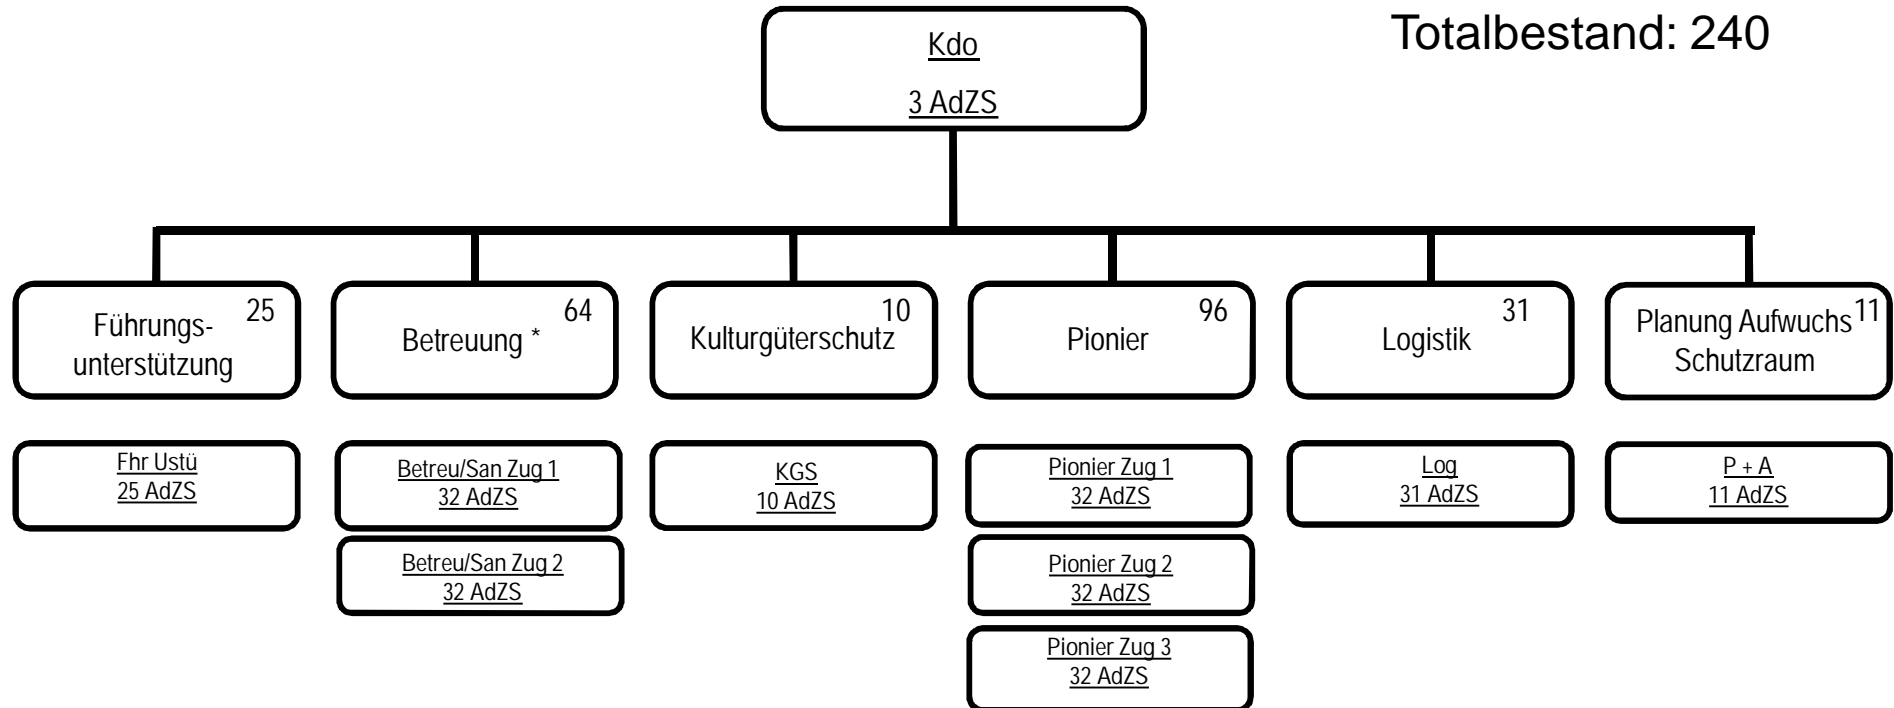 Totalbestand: 240
Kdo
3 AdZS
Führungs-
unterstützung
25
Betreuung *
64
Kulturgüterschutz
10
Pionier
96
Logistik
31
Planung Aufwuchs
Schutzraum
11
Fhr Ustü
25 AdZS
Betreu/San Zug 1
32 AdZS
Betreu/San Zug 2
32 AdZS
KGS
10 AdZS
Pionier Zug 1
32 AdZS
Pionier Zug 2
32 AdZS
Pionier Zug 3
32 AdZS
Log
31 AdZS
P + A
11 AdZS